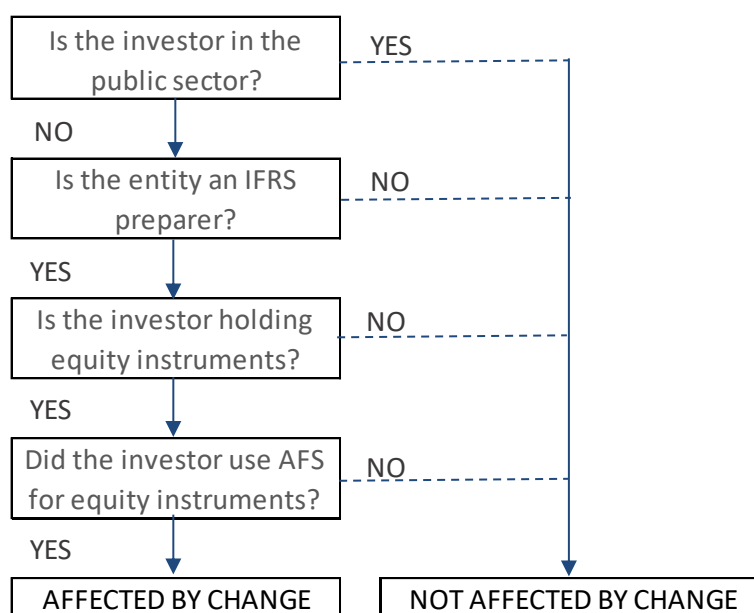 Is the investor in the
public sector?
YES
NO
Is the entity an IFRS
preparer?
NO
YES
Is the investor holding
equity instruments?
NO
YES
Did the investor use AFS
for equity instruments?
NO
YES
AFFECTED BY CHANGE
NOT AFFECTED BY CHANGE